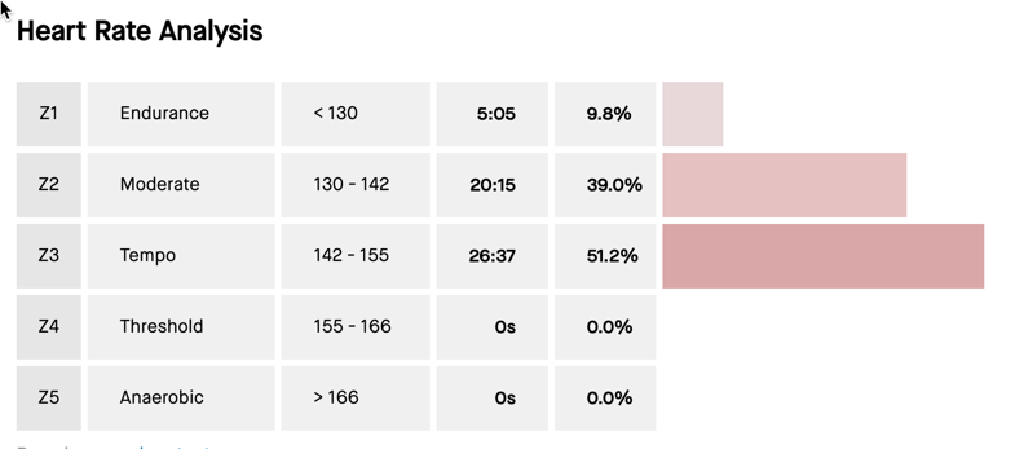 Heart Rate Analysis
Z1 Endurance < 130 5:05 9.8%
Z2 Moderate 130 - 142 20:15 39.0%
Z3 Tempo 142 - 155 26:37 51.2%
Z4 Threshold 155 - 166 0s 0.0%
Z5 Anaerobic > 166 0s 0.0%